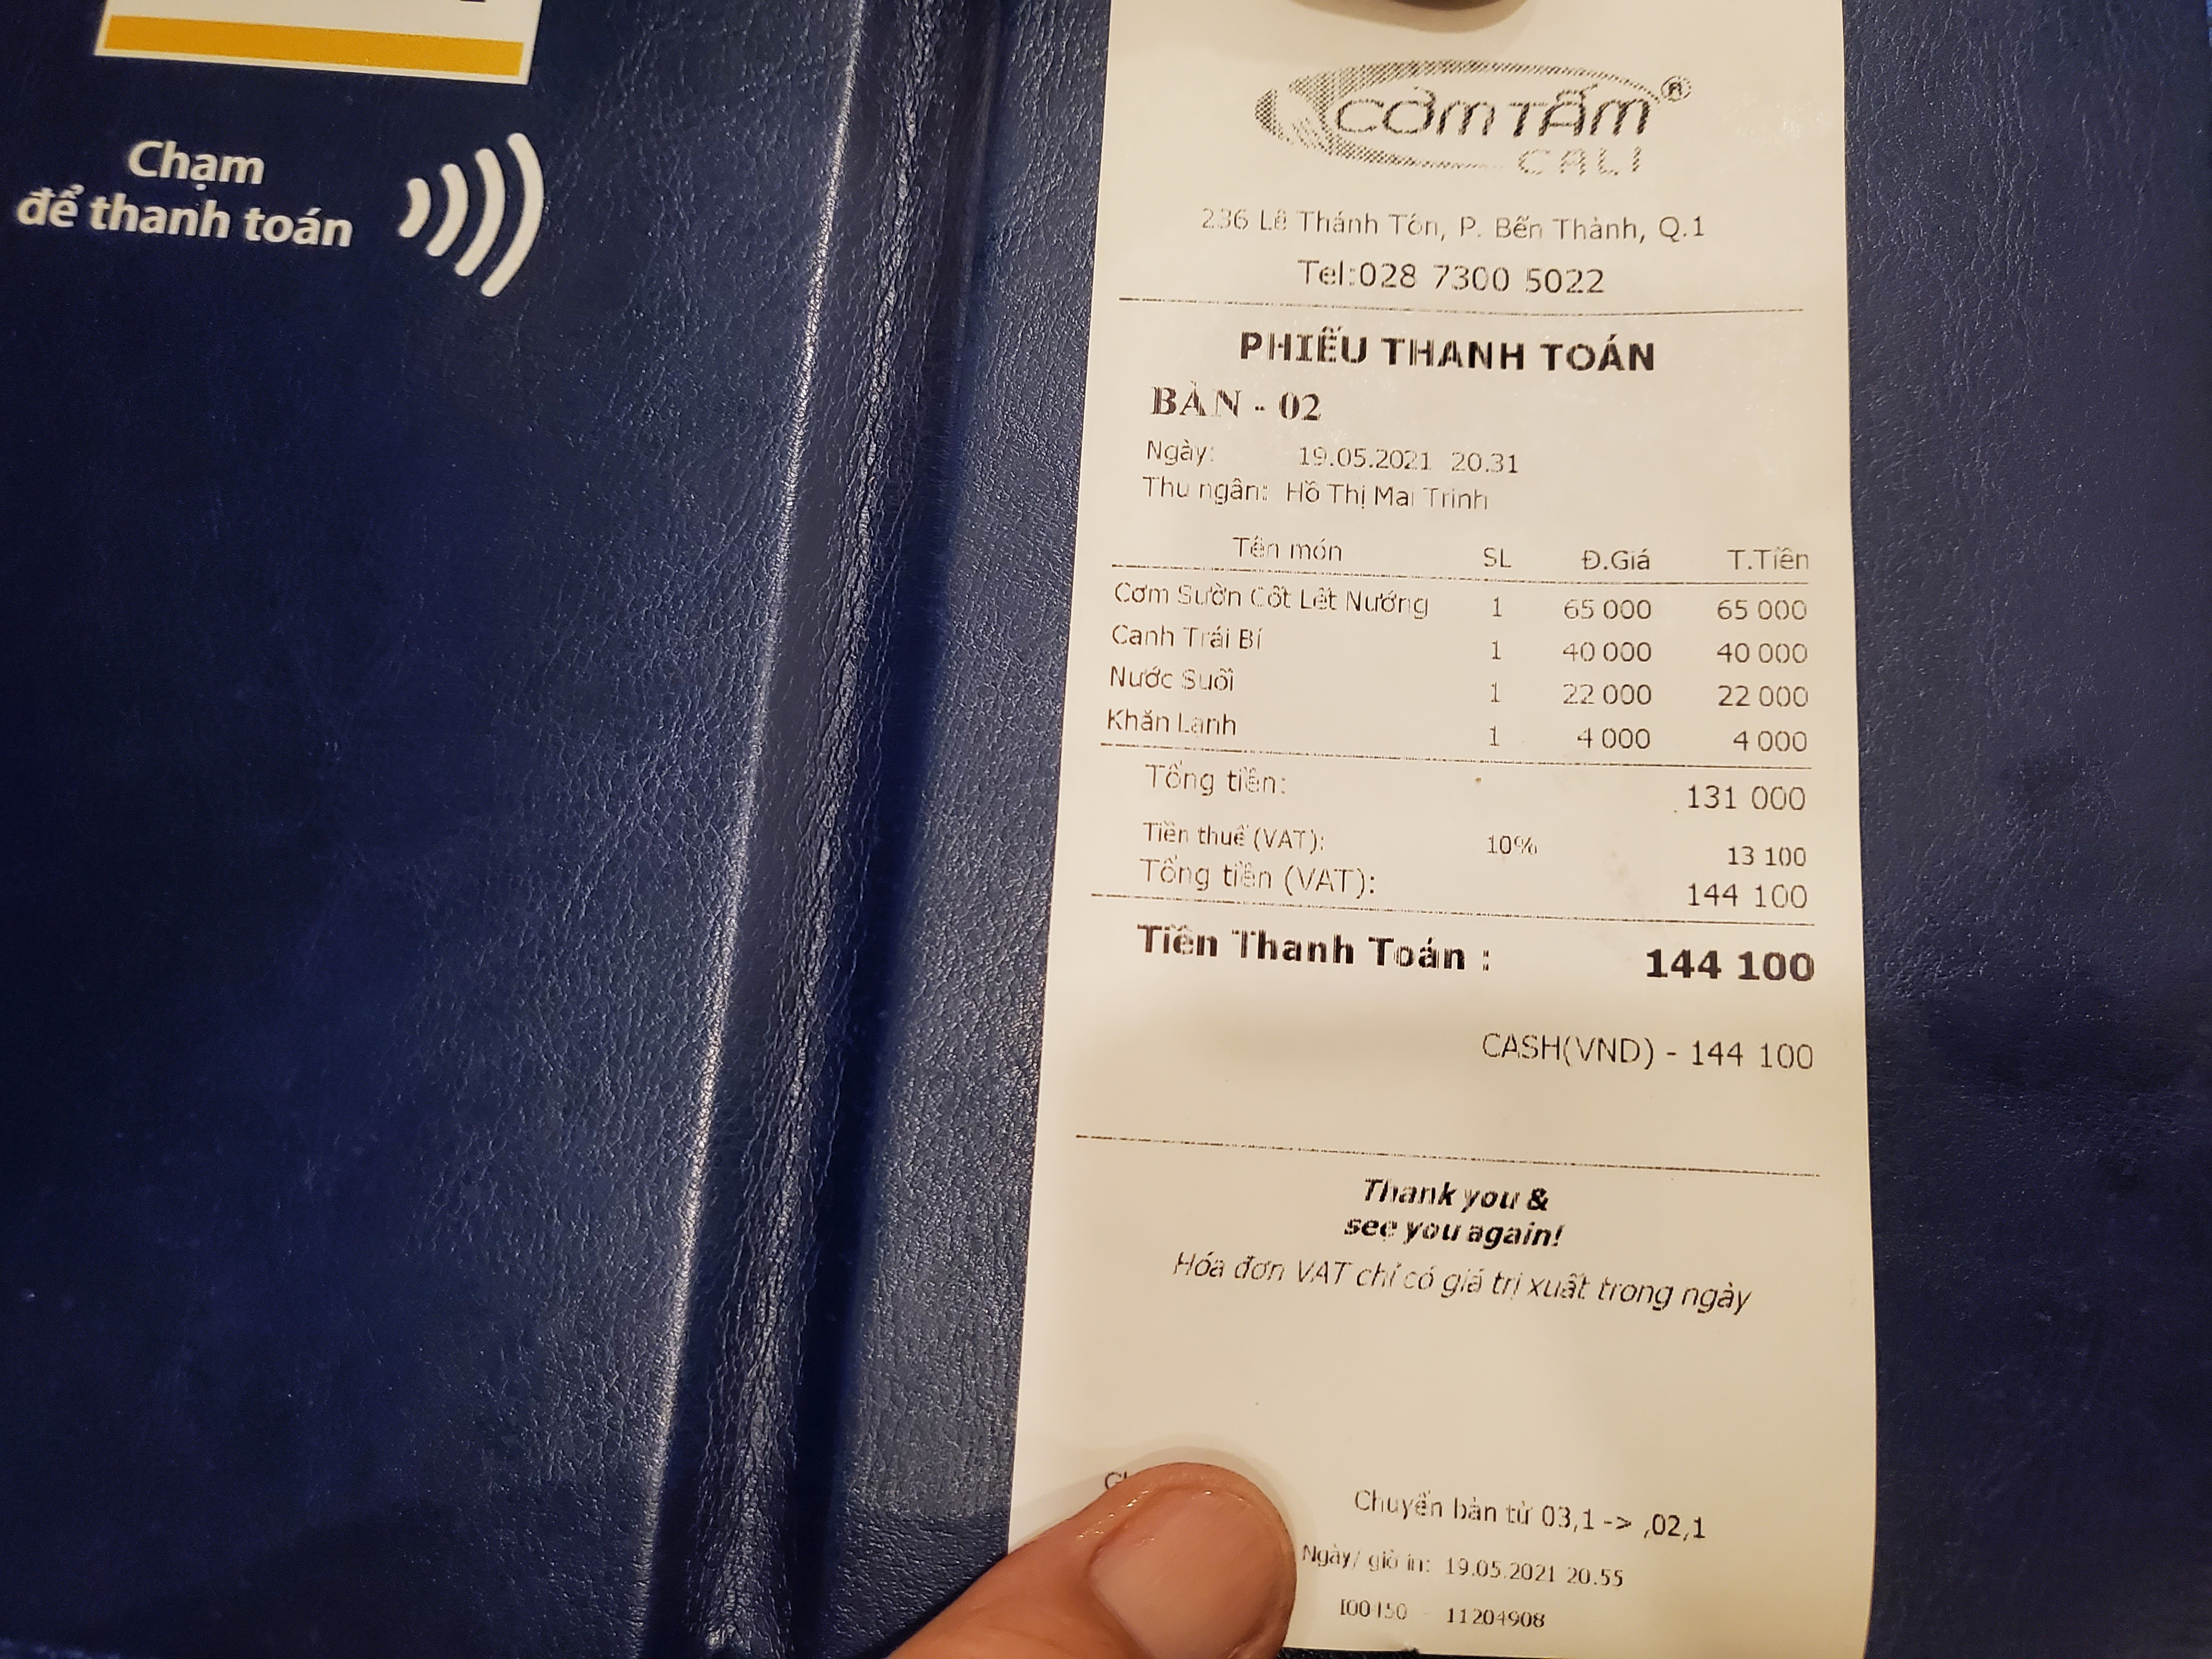 Chạm
để thanh toán
CƠM TẤM ®
CALI
236 Lê Thánh Tôn, P. Bến Thành, Q.1
Tel:028 7300 5022
PHIẾU THANH TOÁN
BÀN - 02
Ngày: 19.05.2021 20.31
Thu ngân: Hồ Thị Mai Trinh
Tên món SL Đ.Giá T.Tiền
Cơm Sườn Cốt Lết Nướng 1 65 000 65 000
Canh Trái Bí 1 40 000 40 000
Nước Suối 1 22 000 22 000
Khăn Lạnh 1 4 000 4 000
Tổng tiền: 131 000
Tiền thuế (VAT): 10% 13 100
Tổng tiền (VAT): 144 100
Tiền Thanh Toán : 144 100
CASH(VND) - 144 100
Thank you &
see you again!
Hóa đơn VAT chỉ có giá trị xuất trong ngày
Chuyển bàn từ 03,1 -> ,02,1
Ngày/ giờ in: 19.05.2021 20.55
11204908